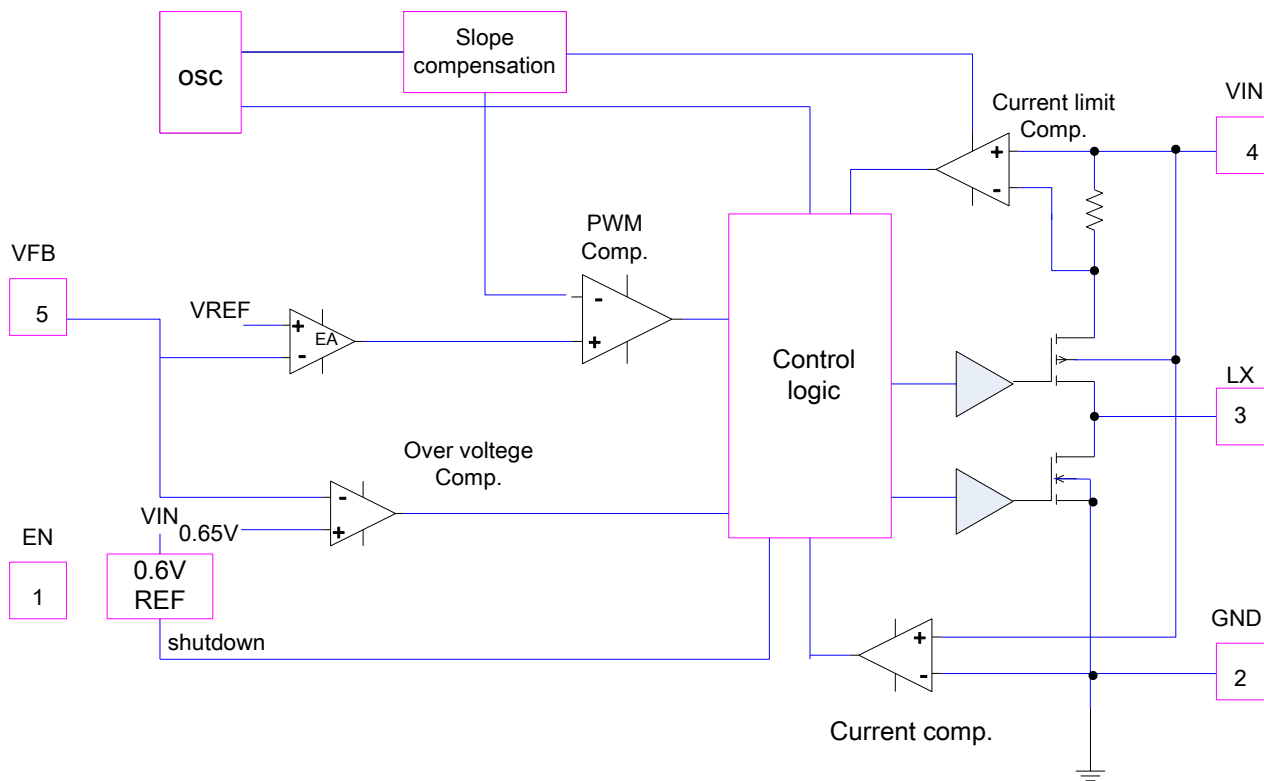 OSC
Slope
compensation
Current limit
Comp.
VIN
4
+
-
PWM
Comp.
VFB
5
VREF
+
-
EA
-
+
Control
logic
LX
3
Over voltege
Comp.
-
+
VIN
0.65V
EN
1
0.6V
REF
shutdown
+
-
GND
2
Current comp.